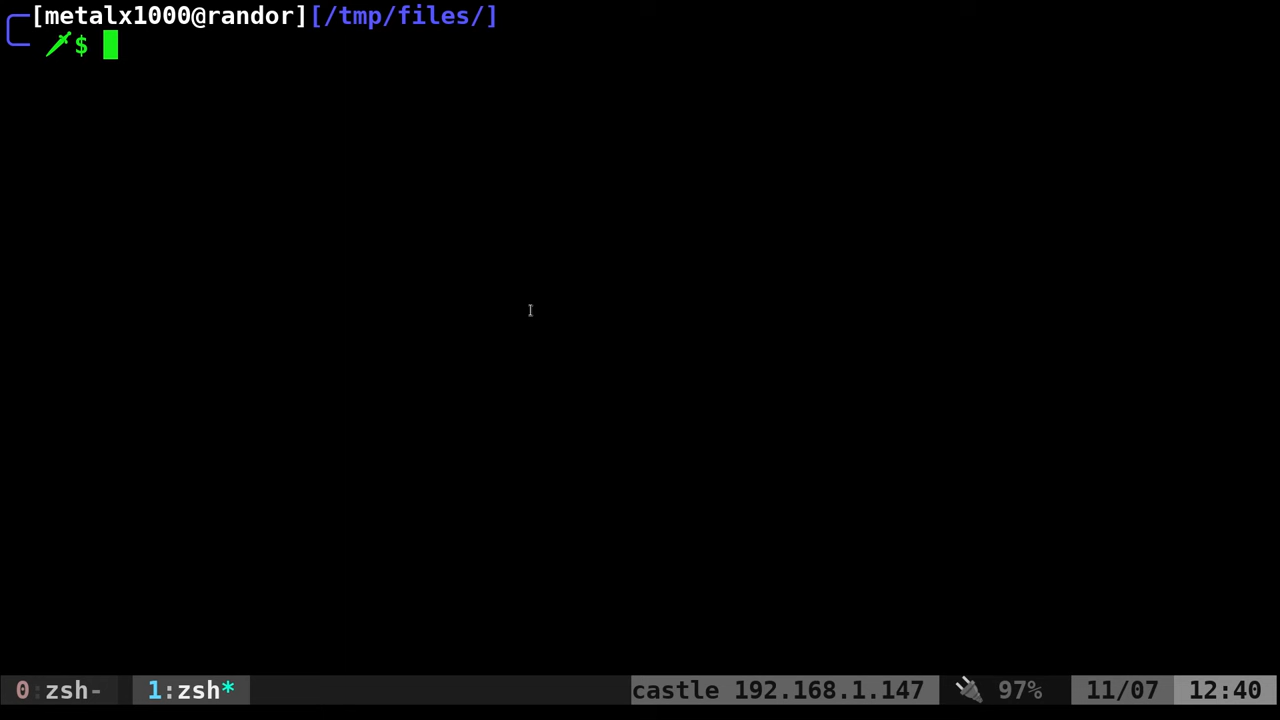 [metalx1000@randor][/tmp/files/]
$
0:zsh- 1:zsh* castle 192.168.1.147 97% 11/07 12:40